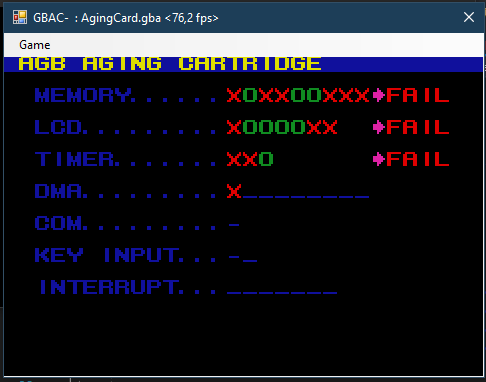 GBAC- : AgingCard.gba <76,2 fps>
Game
AGB AGING CARTRIDGE
MEMORY......XOXXOOXXX➔FAIL
LCD.........XOOOOXX ➔FAIL
TIMER.......XXO ➔FAIL
DMA.........X________
COM.........-
KEY INPUT...-_
INTERRUPT..._______